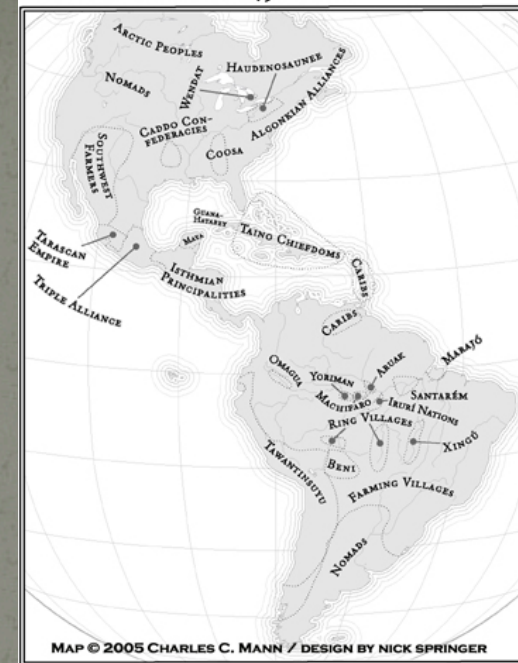 ARCTIC PEOPLES
NOMADS
WENDAT
HAUDENOSAUNEE
ALGONKIAN ALLIANCES
CADDO CON-
FEDERACIES
COOSA
SOUTHWEST
FARMERS
GUANA-
HATABEY
TAINO CHIEFDOMS
MAYA
TARASCAN
EMPIRE
TRIPLE ALLIANCE
ISTHMIAN
PRINCIPALITIES
CARIBS
CARIBS
MARAJÓ
ARUAK
OMAGUA
YORIMAN
SANTARÉM
MACHIFARO
IRURÍ NATIONS
RING VILLAGES
XINGÚ
BENI
TAWANTINSUYU
FARMING VILLAGES
NOMADS
MAP © 2005 CHARLES C. MANN / DESIGN BY NICK SPRINGER